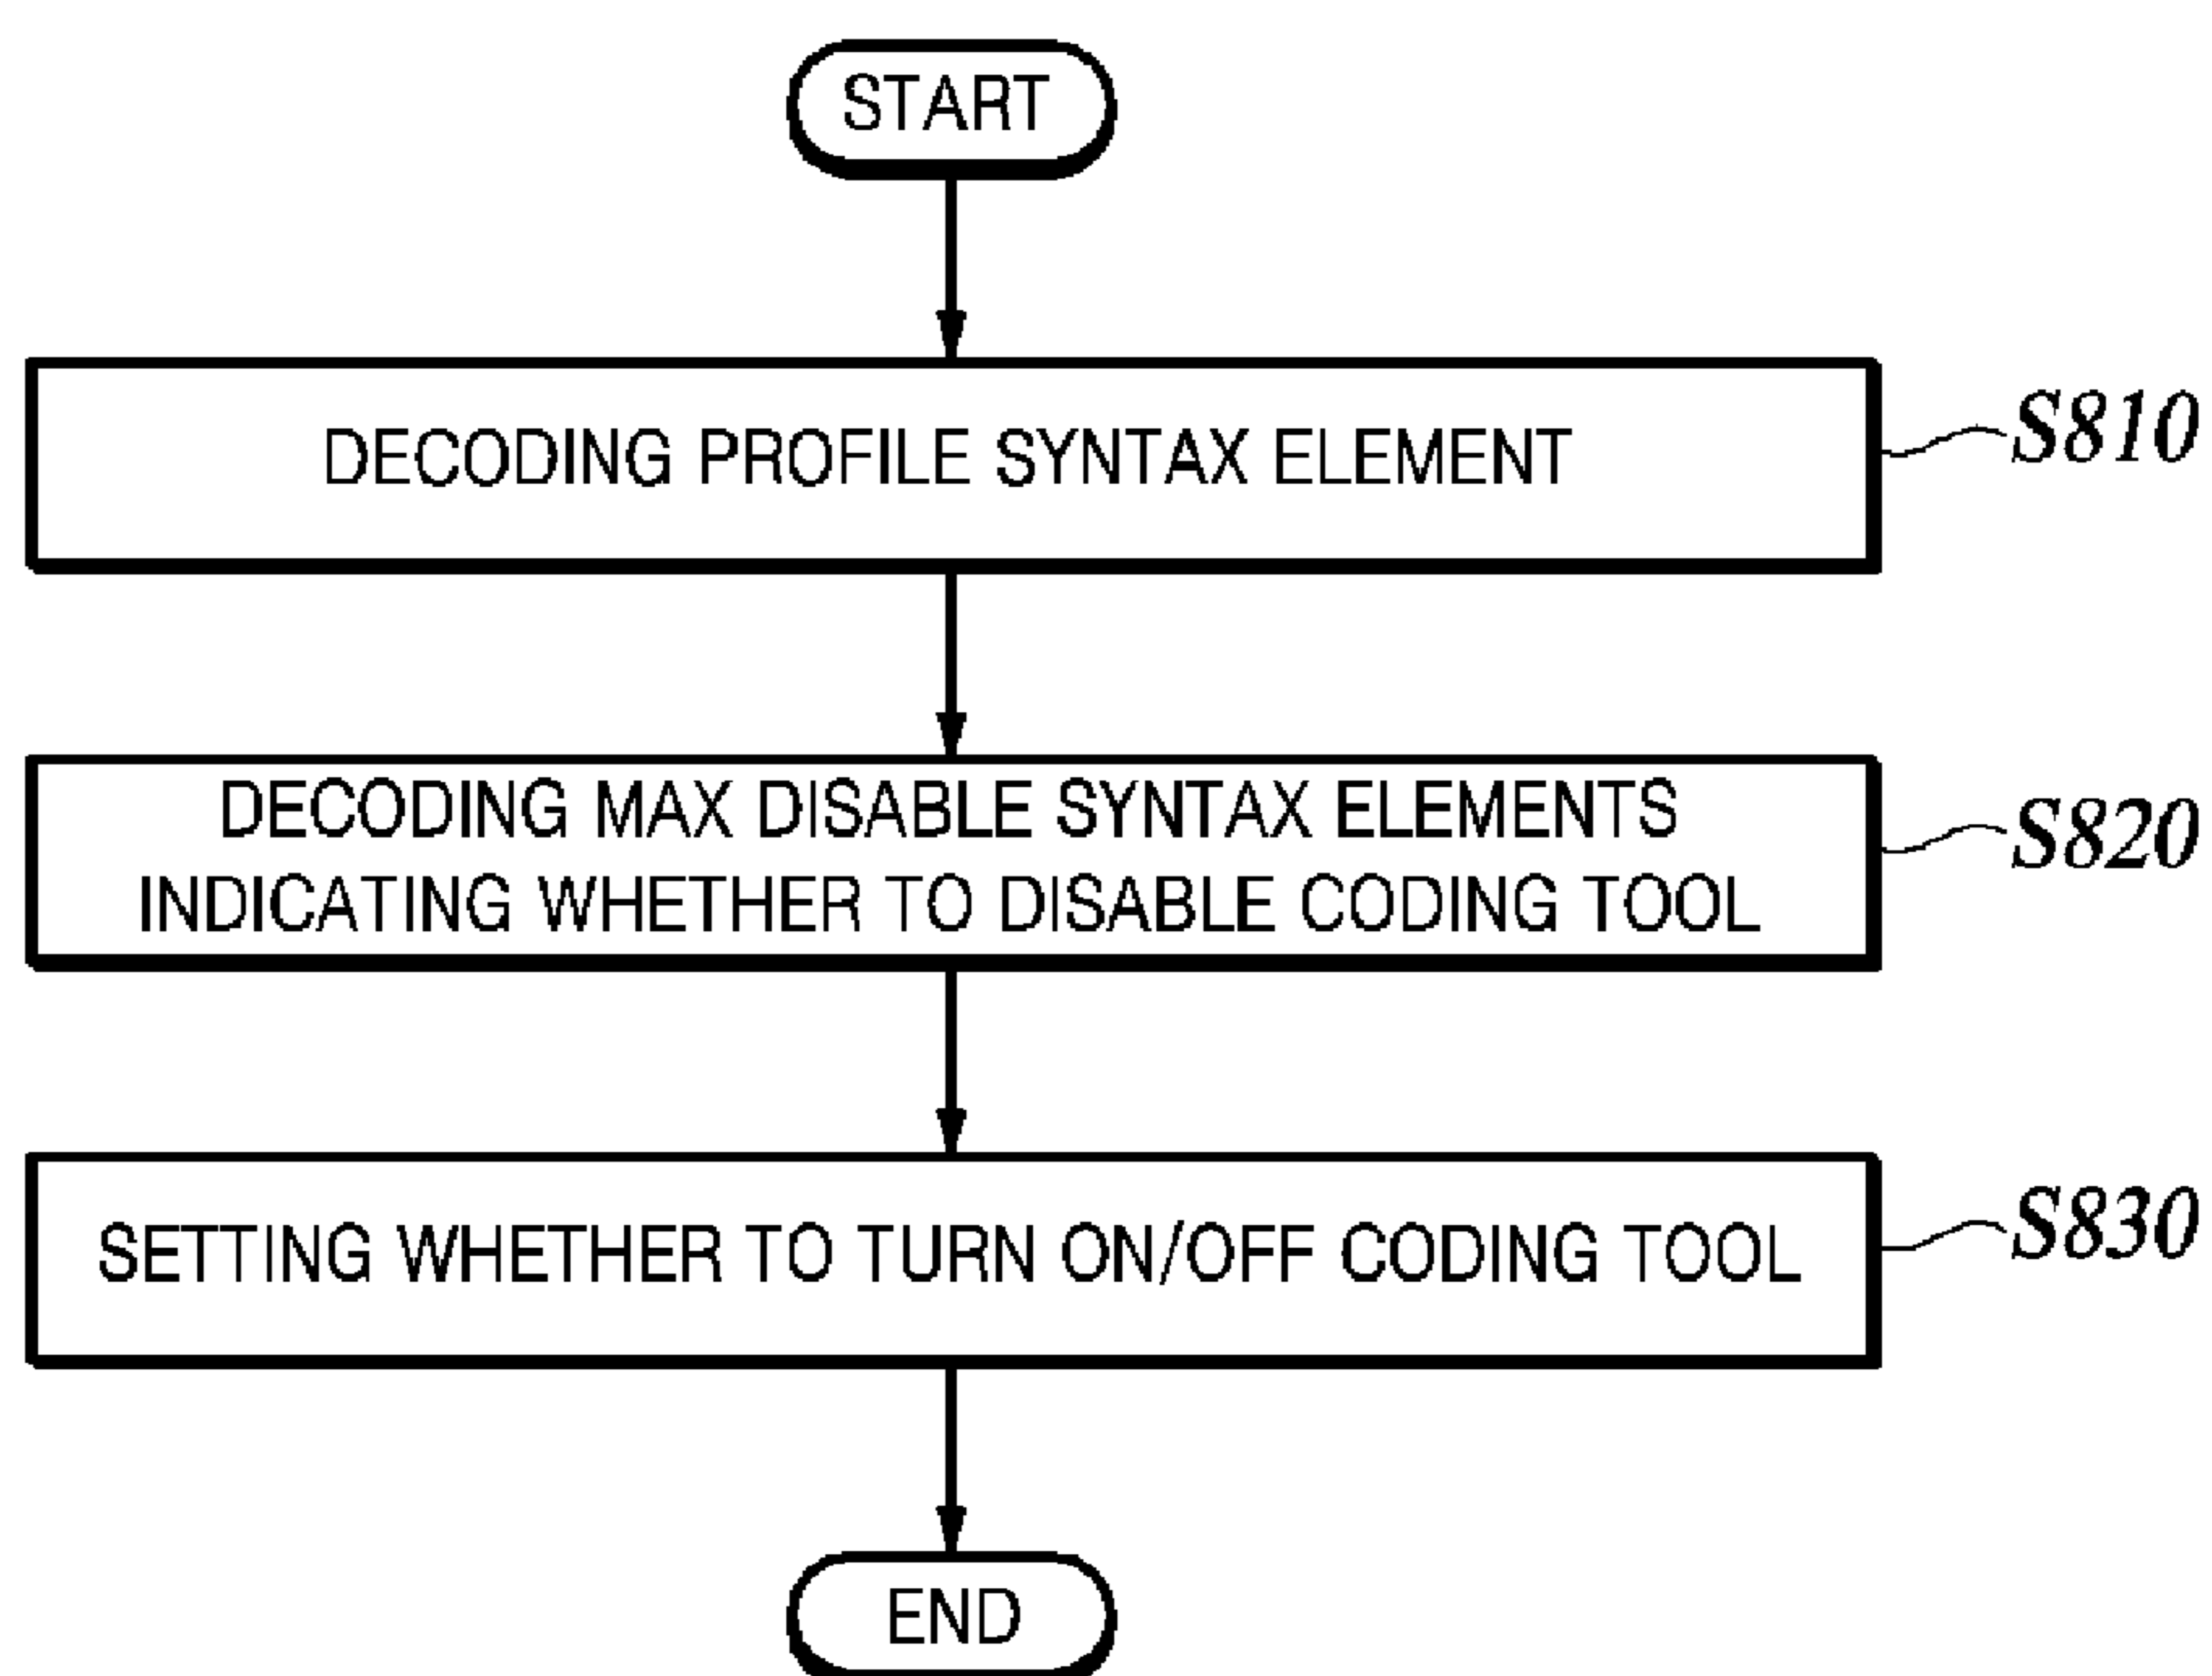 START
DECODING PROFILE SYNTAX ELEMENT
S810
DECODING MAX DISABLE SYNTAX ELEMENTS
INDICATING WHETHER TO DISABLE CODING TOOL
S820
SETTING WHETHER TO TURN ON/OFF CODING TOOL
S830
END